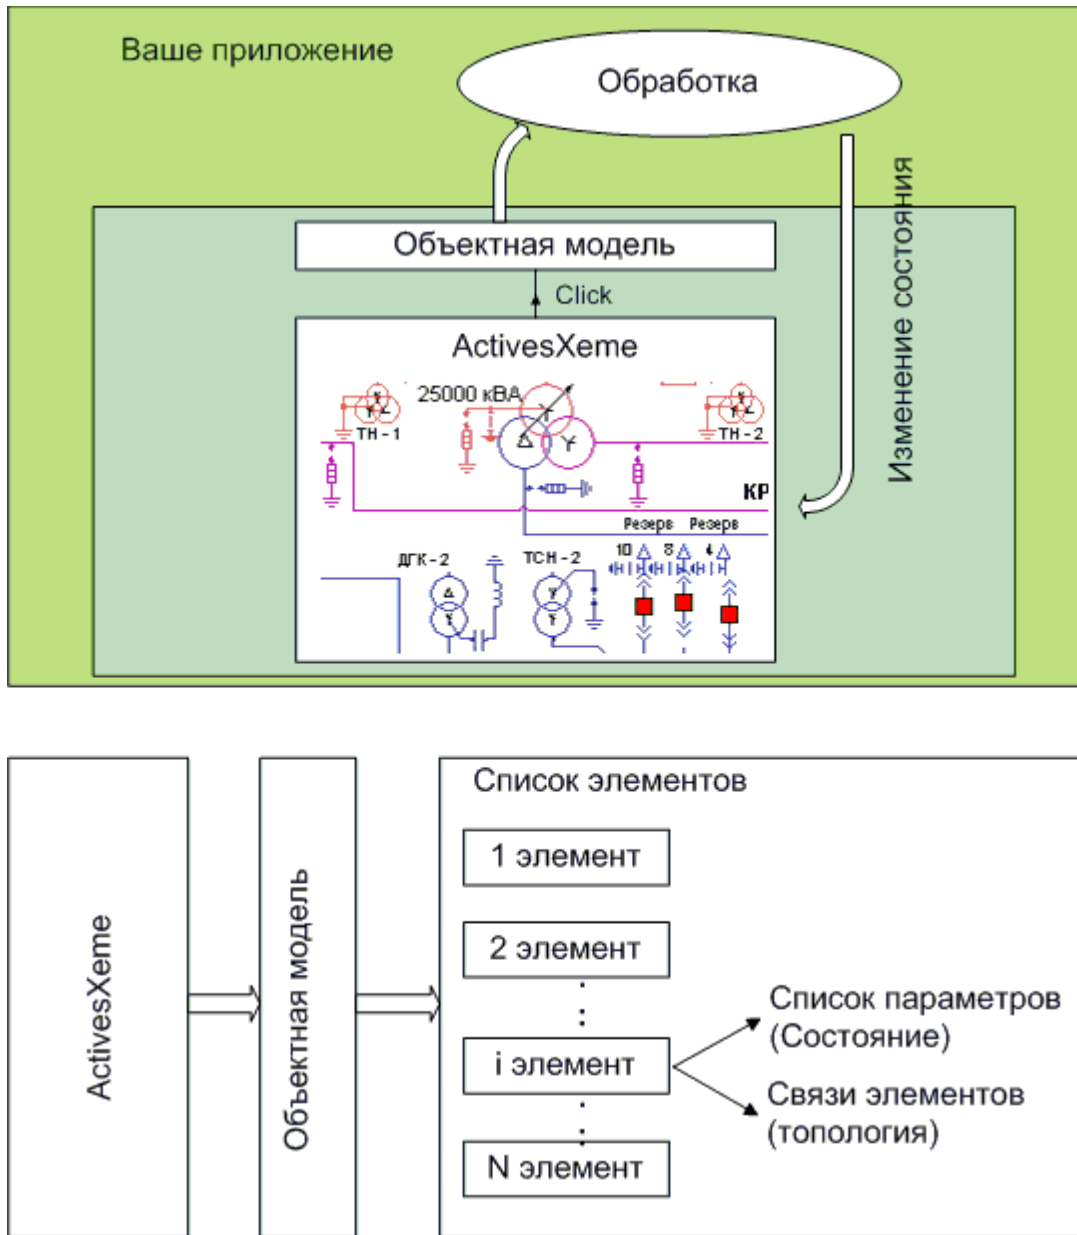 Ваше приложение
Обработка
Изменение состояния
Объектная модель
Click
ActivesXeme
25000 кВА
ТН - 1
ТН - 2
КР
Резерв Резерв
ДГК - 2
ТСН - 2
10 8 4
ActivesXeme
Объектная модель
Список элементов
1 элемент
2 элемент
i элемент
N элемент
Список параметров
(Состояние)
Связи элементов
(топология)